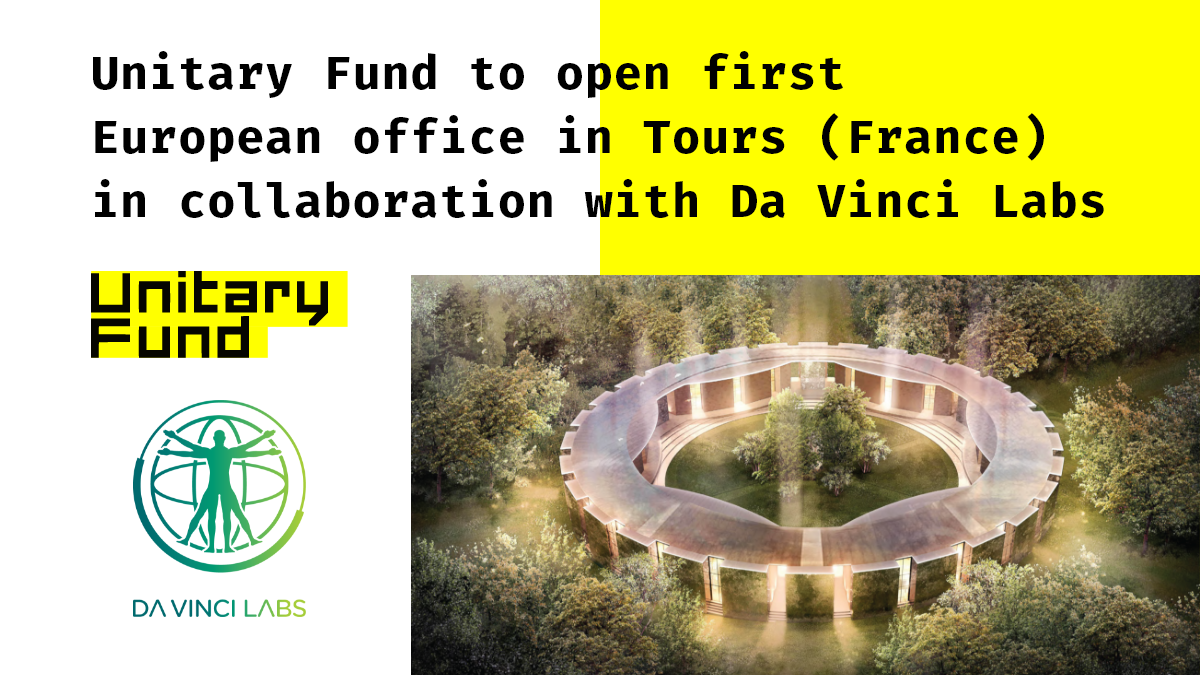 Unitary Fund to open first
European office in Tours (France)
in collaboration with Da Vinci Labs
Unitary
Fund
DA VINCI LABS